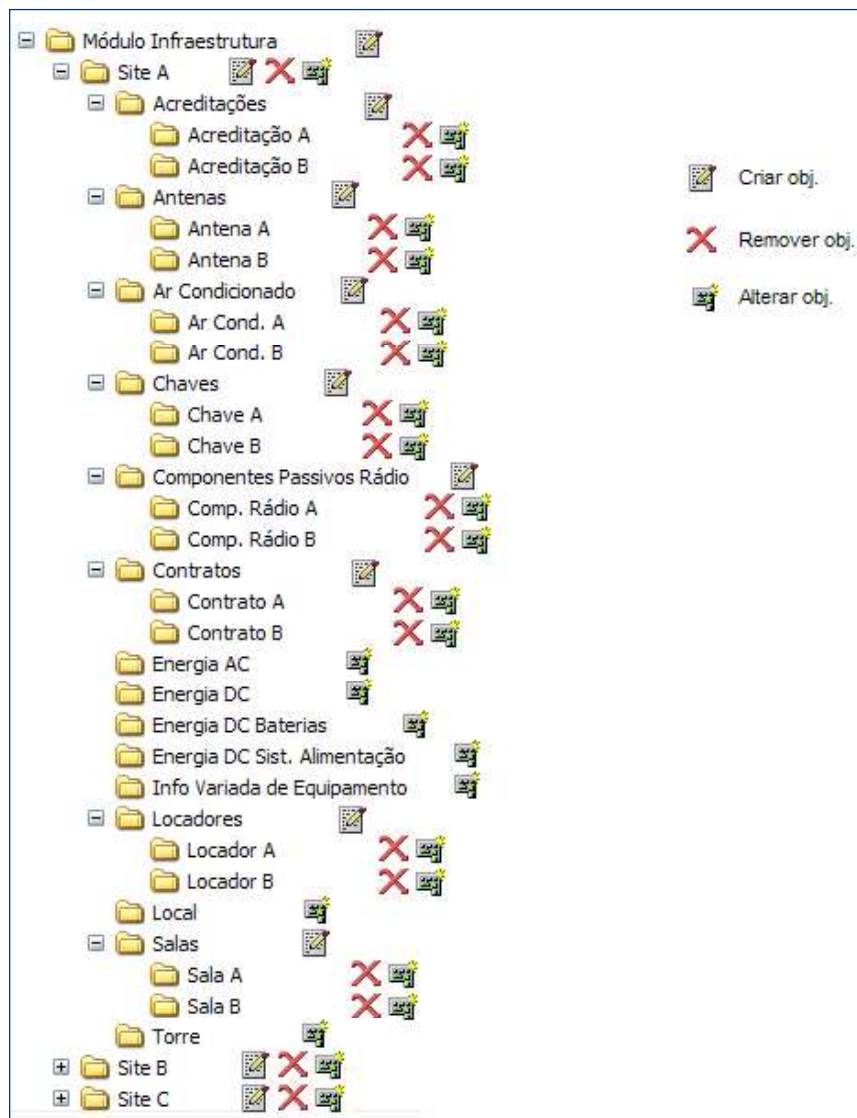 Módulo Infraestrutura
Site A
Acreditações
Acreditação A
Acreditação B
Antenas
Antena A
Antena B
Ar Condicionado
Ar Cond. A
Ar Cond. B
Chaves
Chave A
Chave B
Componentes Passivos Rádio
Comp. Rádio A
Comp. Rádio B
Contratos
Contrato A
Contrato B
Energia AC
Energia DC
Energia DC Baterias
Energia DC Sist. Alimentação
Info Variada de Equipamento
Locadores
Locador A
Locador B
Local
Salas
Sala A
Sala B
Torre
Site B
Site C
Criar obj.
Remover obj.
Alterar obj.